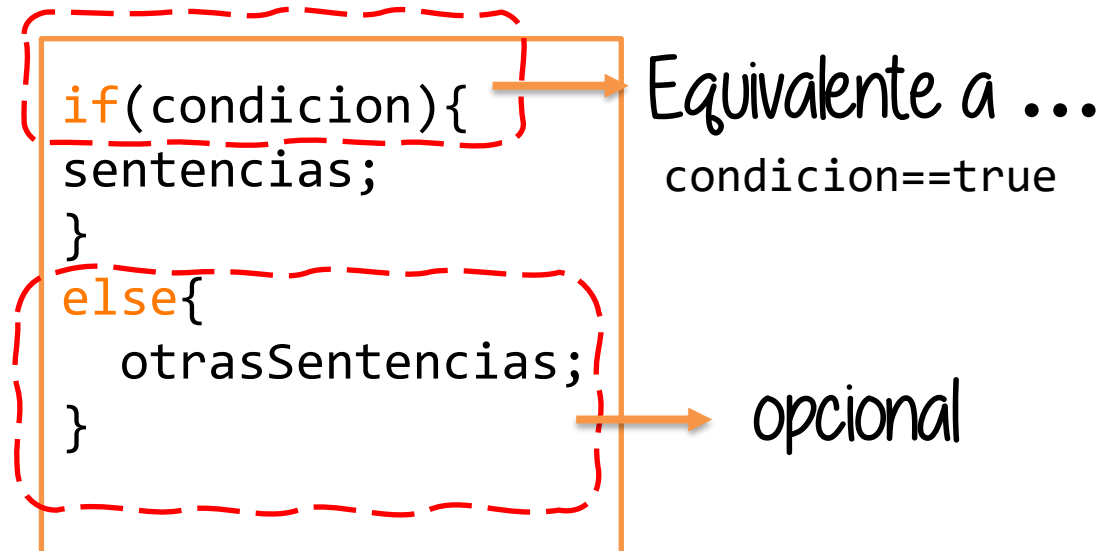 if(condicion){
sentencias;
}
else{
otrasSentencias;
}
Equivalente a ...
condicion==true
opcional